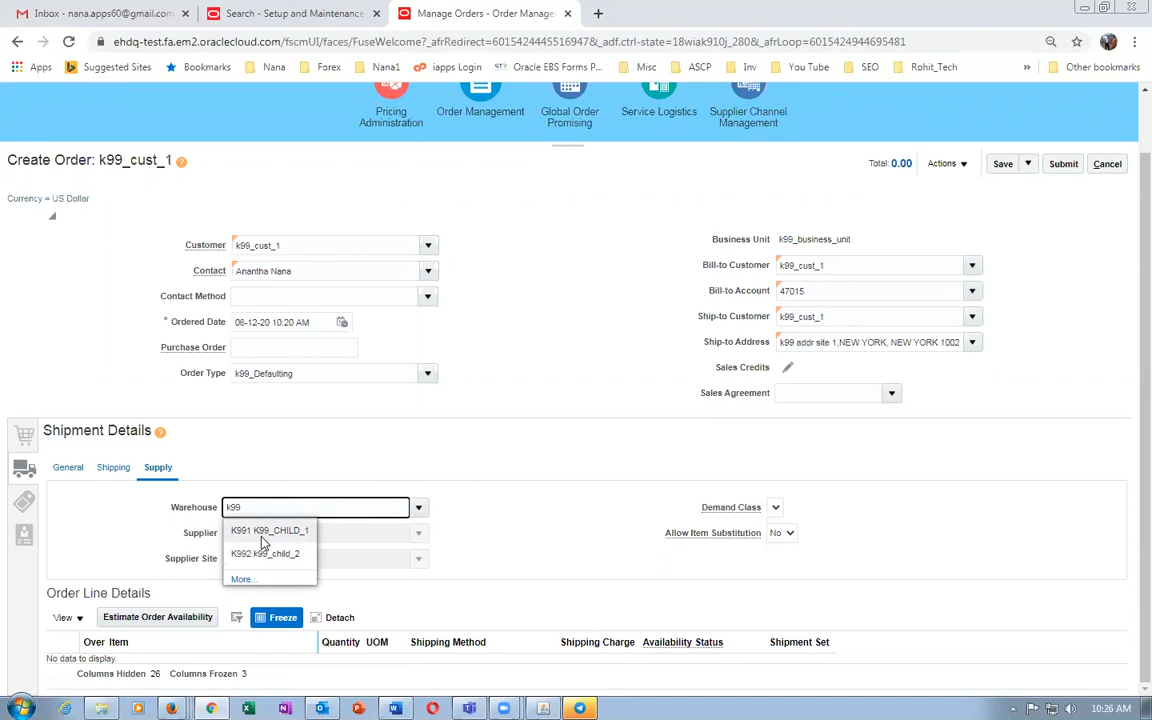 Inbox - nana.apps60@gmail.com
Search - Setup and Maintenance
Manage Orders - Order Manage
ehdq-test.fa.em2.oraclecloud.com/fscmUI/faces/FuseWelcome?_afrRedirect=6015424445516947&_adf.ctrl-state=18wiak910j_280&_afrLoop=6015424944695481
Apps Suggested Sites Bookmarks Nana Forex Nana1 iapps Login Oracle EBS Forms P... Misc ASCP Inv You Tube SEO Rohit_Tech » Other bookmarks
Pricing Administration
Order Management
Global Order Promising
Service Logistics
Supplier Channel Management
Create Order: k99_cust_1
Total: 0.00 Actions Save Submit Cancel
Currency = US Dollar
Customer k99_cust_1
Contact Anantha Nana
Contact Method
* Ordered Date 06-12-20 10:20 AM
Purchase Order
Order Type k99_Defaulting
Business Unit k99_business_unit
Bill-to Customer k99_cust_1
Bill-to Account 47015
Ship-to Customer k99_cust_1
Ship-to Address k99 addr site 1,NEW YORK, NEW YORK 1002
Sales Credits
Sales Agreement
Shipment Details
General Shipping Supply
Warehouse k99
K991 K99_CHILD_1
K992 k99_child_2
More...
Supplier
Supplier Site
Demand Class
Allow Item Substitution No
Order Line Details
View Estimate Order Availability Freeze Detach
Over Item Quantity UOM Shipping Method Shipping Charge Availability Status Shipment Set
No data to display.
Columns Hidden 26 Columns Frozen 3
10:26 AM